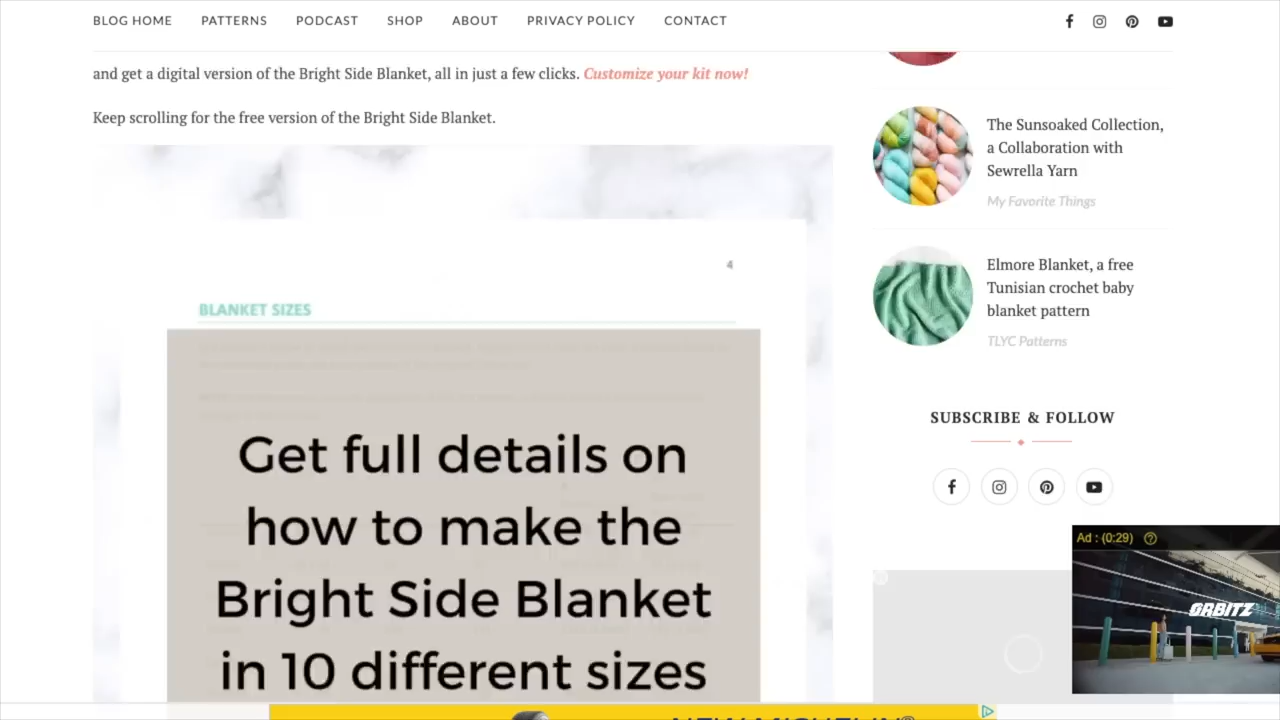 BLOG HOME PATTERNS PODCAST SHOP ABOUT PRIVACY POLICY CONTACT
and get a digital version of the Bright Side Blanket, all in just a few clicks. Customize your kit now!
Keep scrolling for the free version of the Bright Side Blanket.
4
BLANKET SIZES
Get full details on
how to make the
Bright Side Blanket
in 10 different sizes
The Sunsoaked Collection,
a Collaboration with
Sewrella Yarn
My Favorite Things
Elmore Blanket, a free
Tunisian crochet baby
blanket pattern
TLYC Patterns
SUBSCRIBE & FOLLOW
Ad : (0:29)
ORBITZ
NEW MICHELIN®